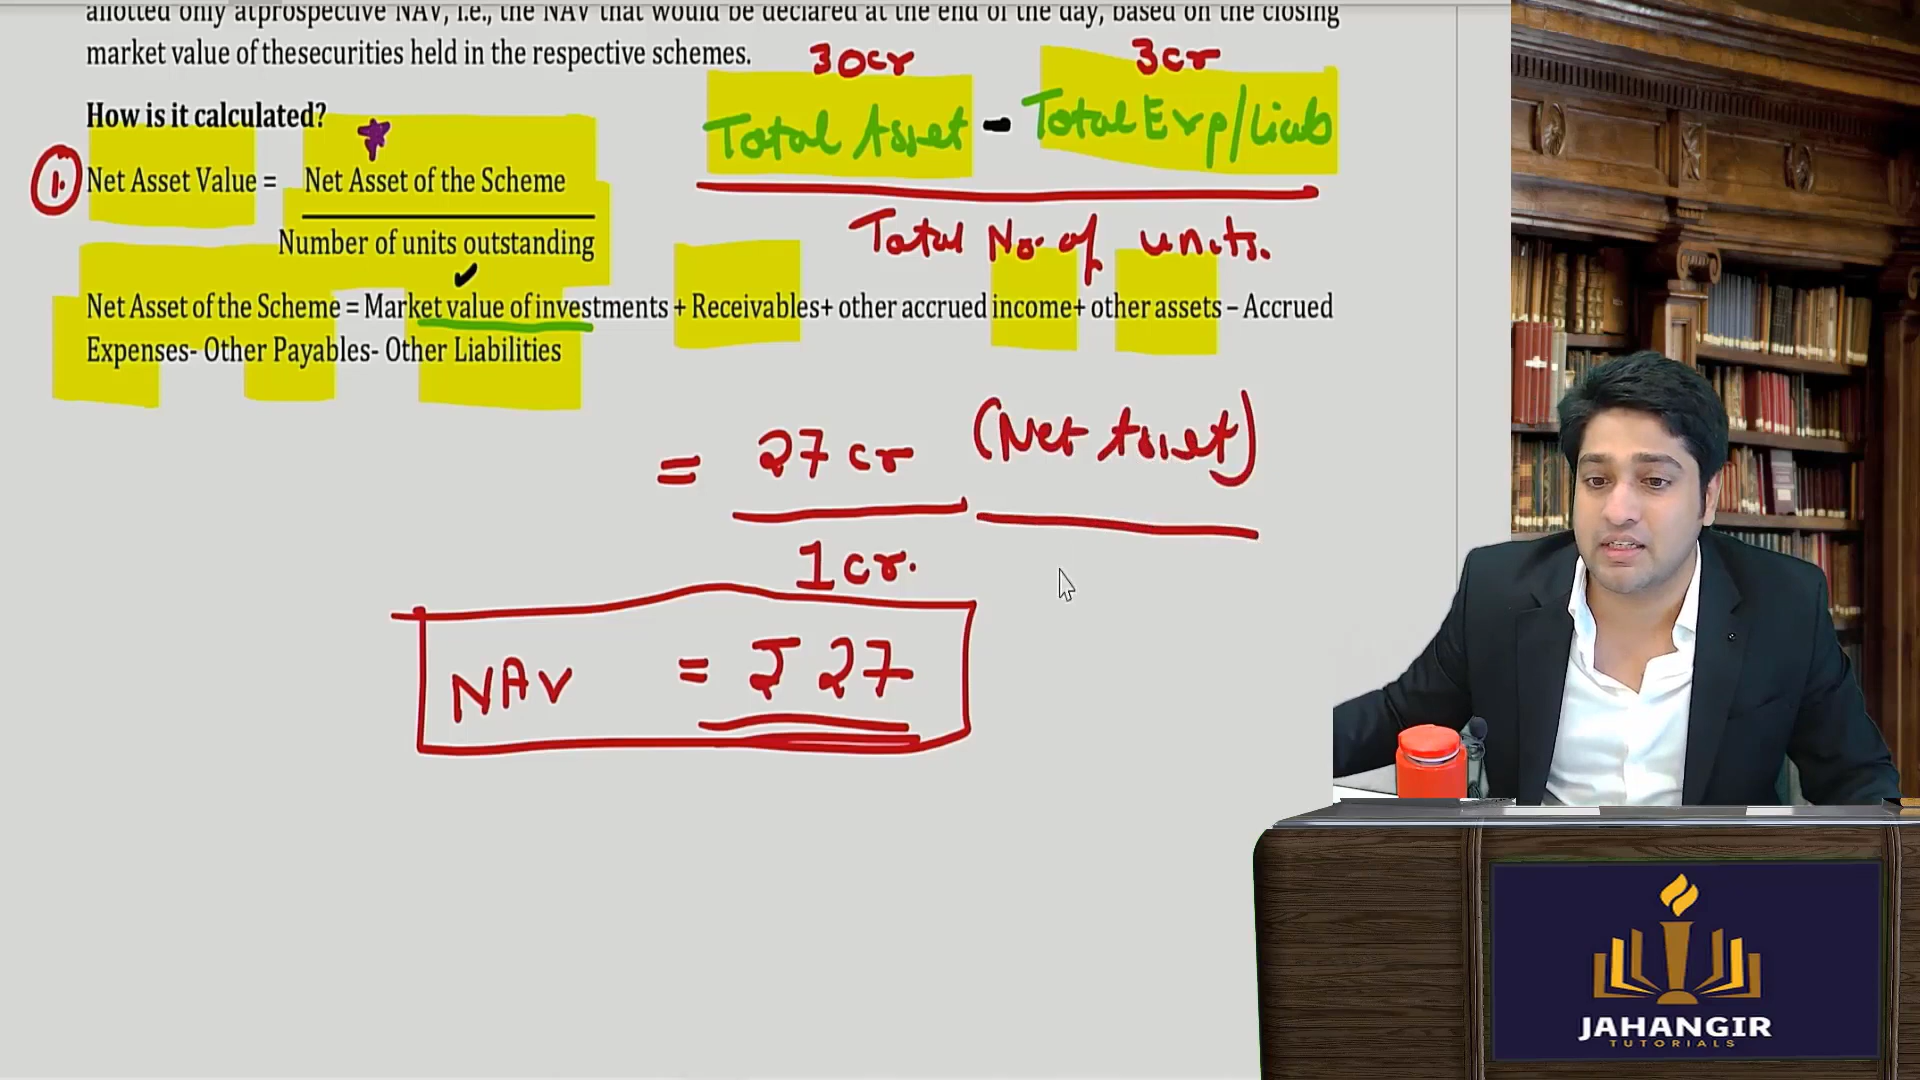 allotted only atprospective NAV, i.e., the NAV that would be declared at the end of the day, based on the closing
market value of thesecurities held in the respective schemes.
30cr
3cr
How is it calculated?
Total Asset - Total Exp/Liab
1. Net Asset Value = Net Asset of the Scheme
Number of units outstanding
Total No. of units.
Net Asset of the Scheme = Market value of investments + Receivables+ other accrued income+ other assets – Accrued
Expenses- Other Payables- Other Liabilities
= 27 cr (Net Asset)
1 cr.
NAV = ₹ 27
JAHANGIR
TUTORIALS